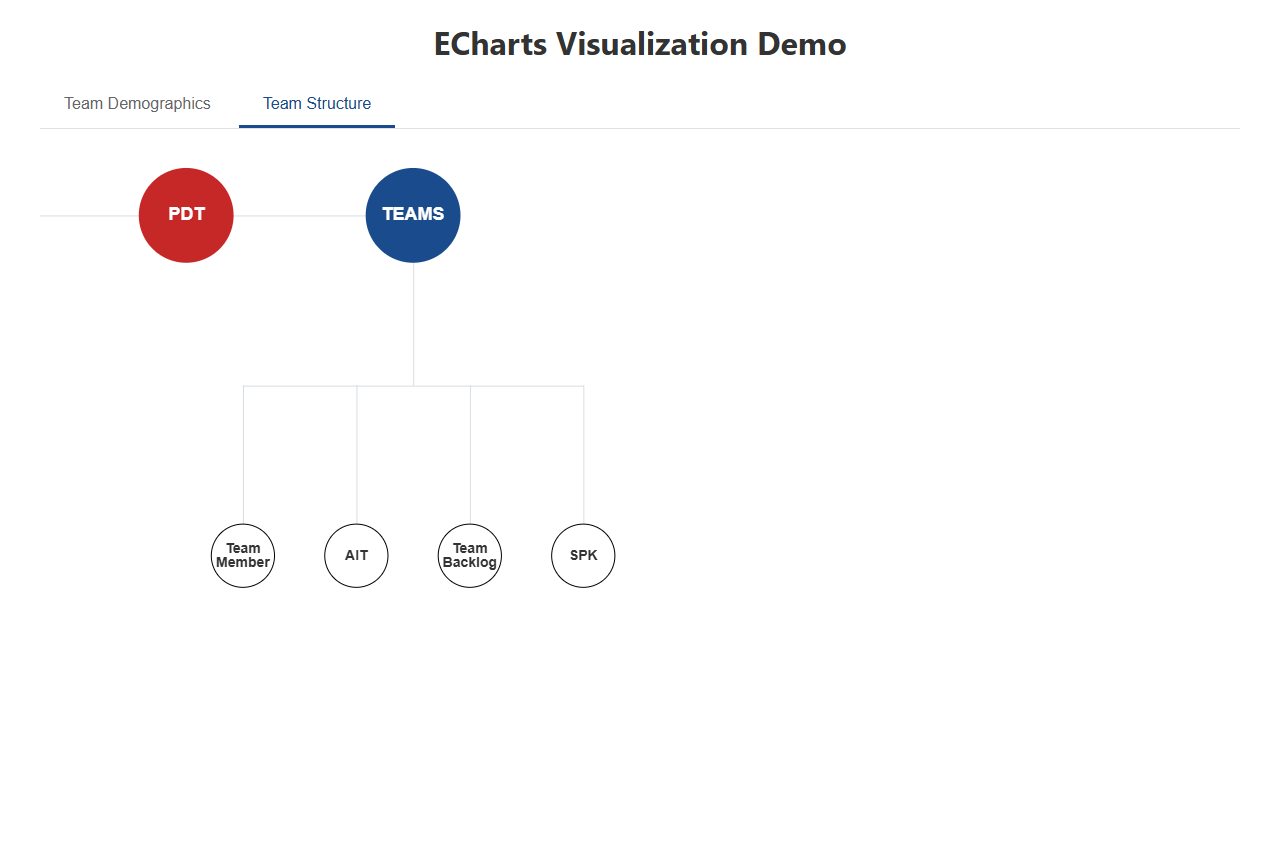 ECharts Visualization Demo
Team Demographics
Team Structure
PDT
TEAMS
Team
Member
AIT
Team
Backlog
SPK